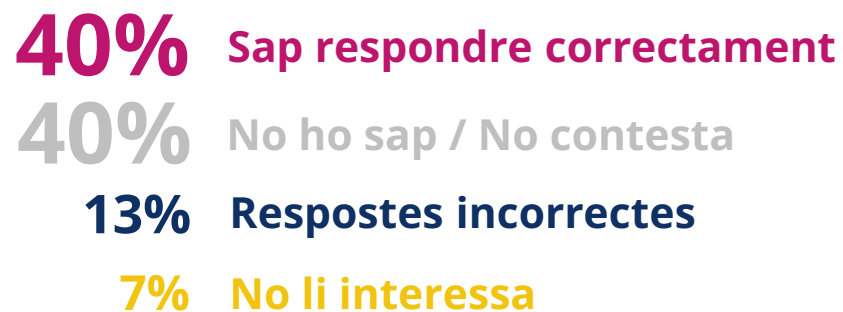 40% Sap respondre correctament
40% No ho sap / No contesta
13% Respostes incorrectes
7% No li interessa